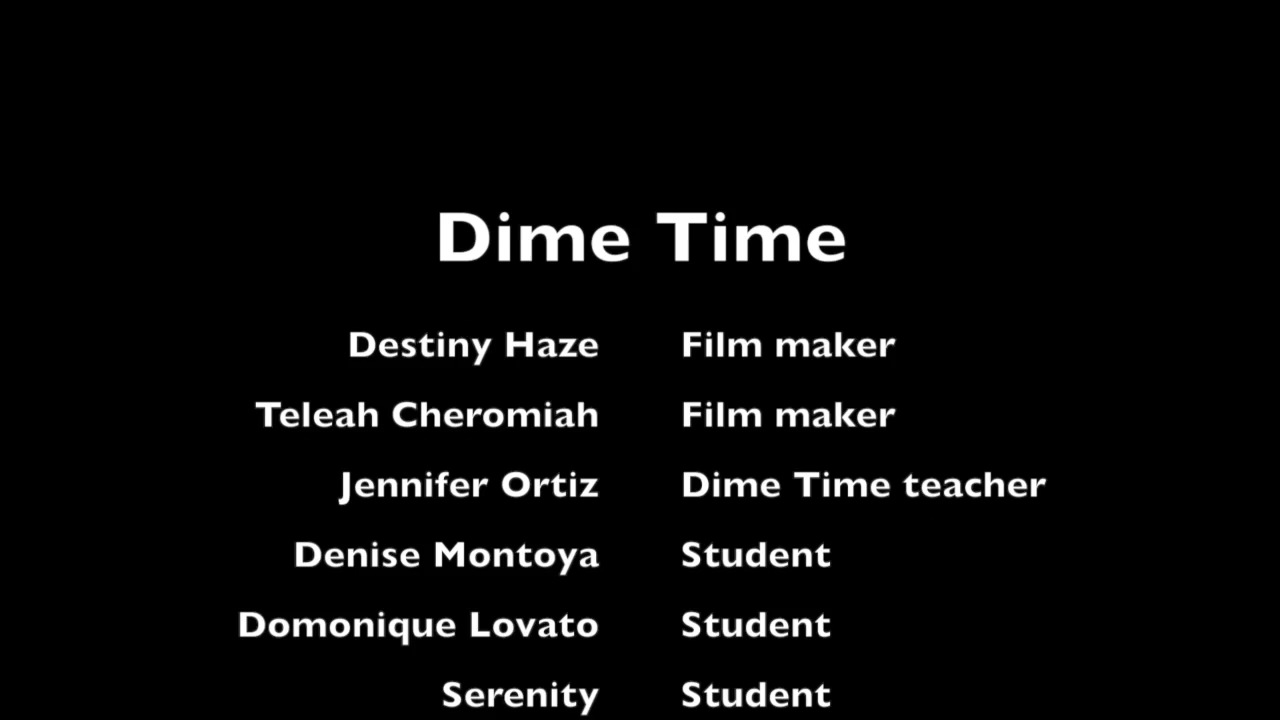 Dime Time
Destiny Haze Film maker
Teleah Cheromiah Film maker
Jennifer Ortiz Dime Time teacher
Denise Montoya Student
Domonique Lovato Student
Serenity Student